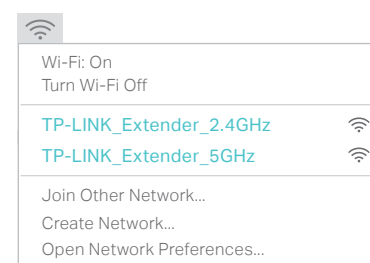 Wi-Fi: On
Turn Wi-Fi Off
TP-LINK_Extender_2.4GHz
TP-LINK_Extender_5GHz
Join Other Network...
Create Network...
Open Network Preferences...